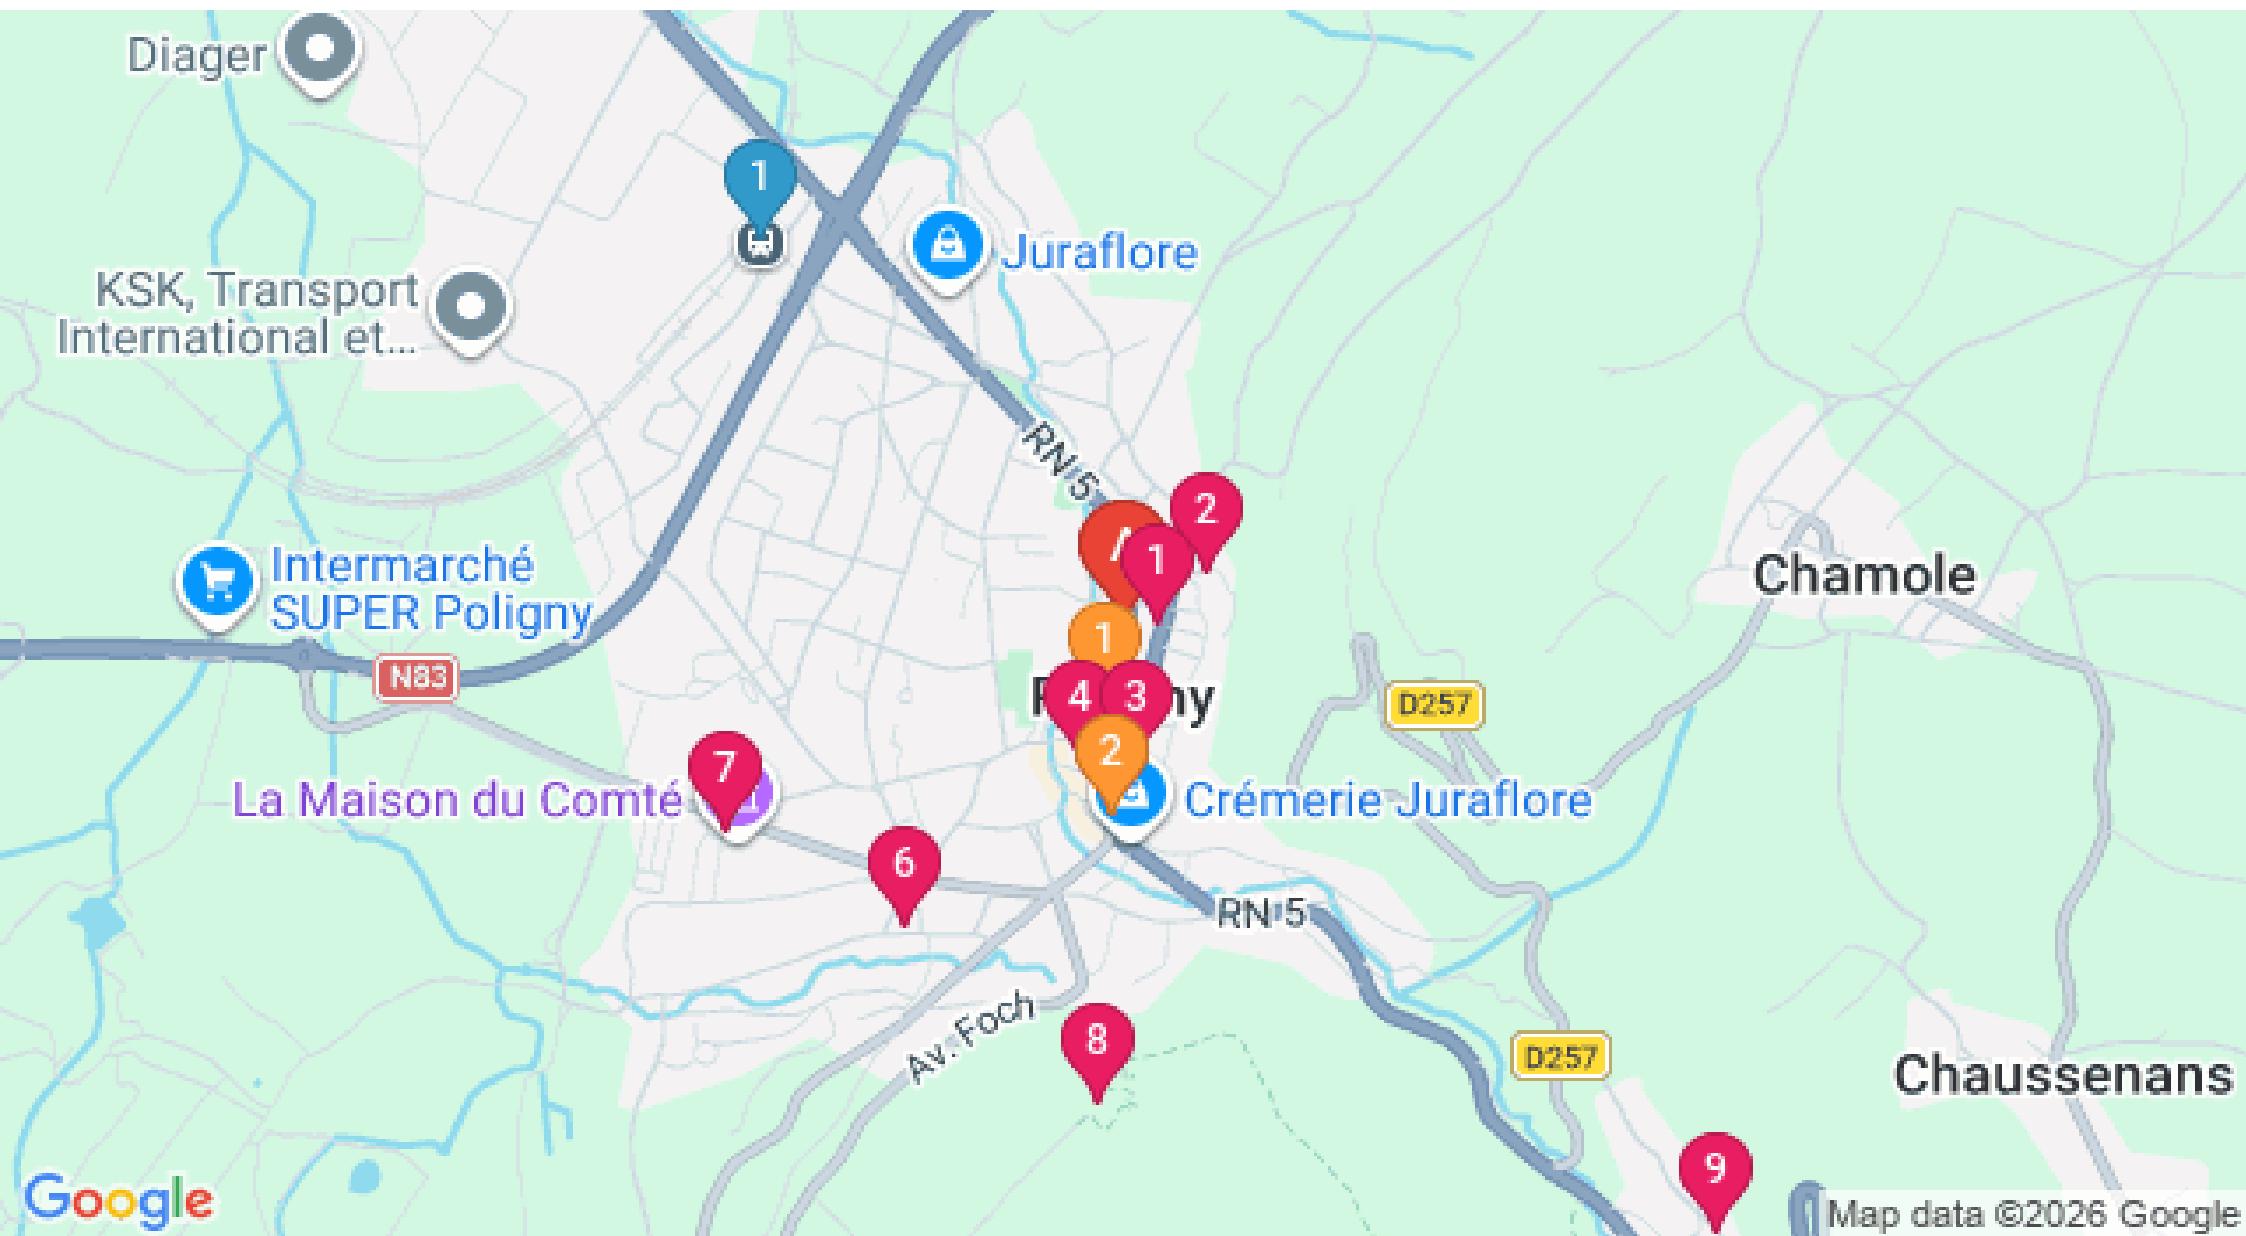 Diager
1
Juraflore
KSK, Transport
International et...
RN 5
2
A
1
Intermarché
SUPER Poligny
Chamole
1
N83
4
3
ny
D257
2
7
La Maison du Comté
Crémerie Juraflore
6
RN 5
Av. Foch
8
D257
Chaussenans
9
Google
Map data ©2026 Google